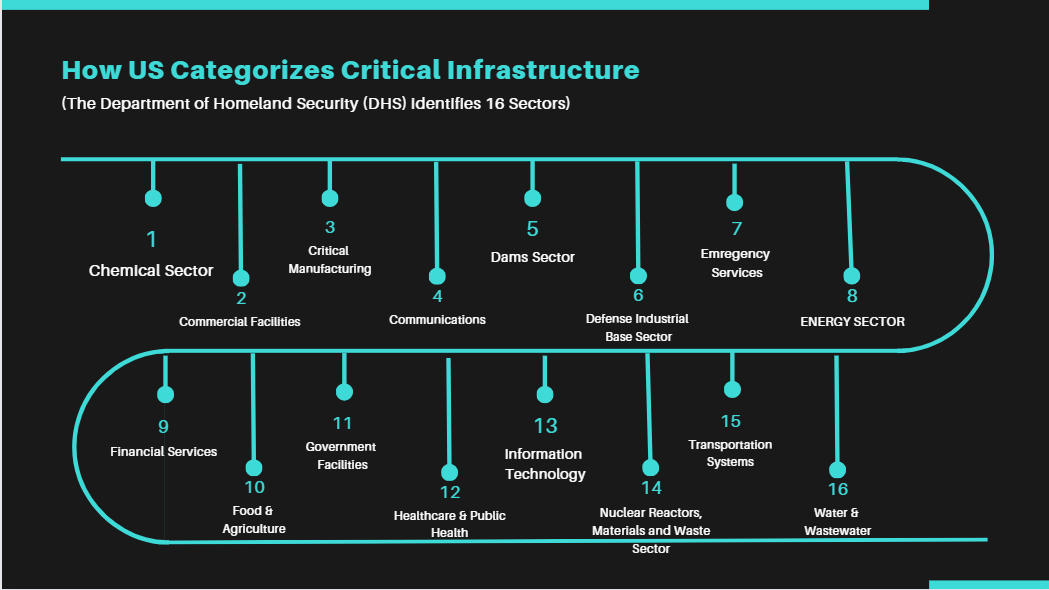 How US Categorizes Critical Infrastructure
(The Department of Homeland Security (DHS) Identifies 16 Sectors)
1
Chemical Sector
2
Commercial Facilities
3
Critical
Manufacturing
4
Communications
5
Dams Sector
6
Defense Industrial
Base Sector
7
Emregency
Services
8
ENERGY SECTOR
9
Financial Services
10
Food &
Agriculture
11
Government
Facilities
12
Healthcare & Public
Health
13
Information
Technology
14
Nuclear Reactors,
Materials and Waste
Sector
15
Transportation
Systems
16
Water &
Wastewater